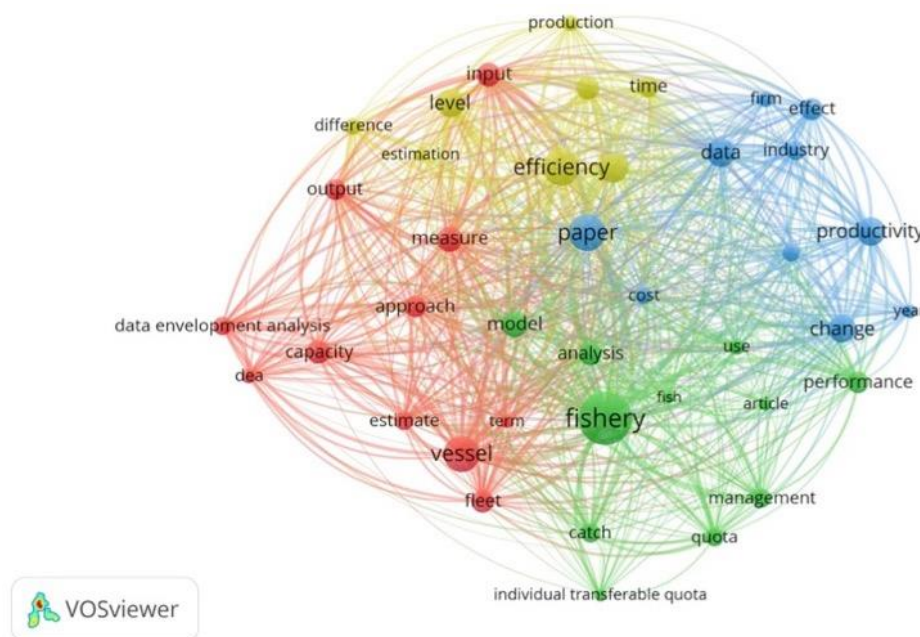 production
input
time
level
firm
effect
difference
estimation
efficiency
data
industry
output
measure
paper
productivity
cost
approach
year
data envelopment analysis
model
change
capacity
analysis
use
dea
performance
fish
article
estimate
term
fishery
vessel
fleet
management
catch
quota
individual transferable quota
VOSviewer